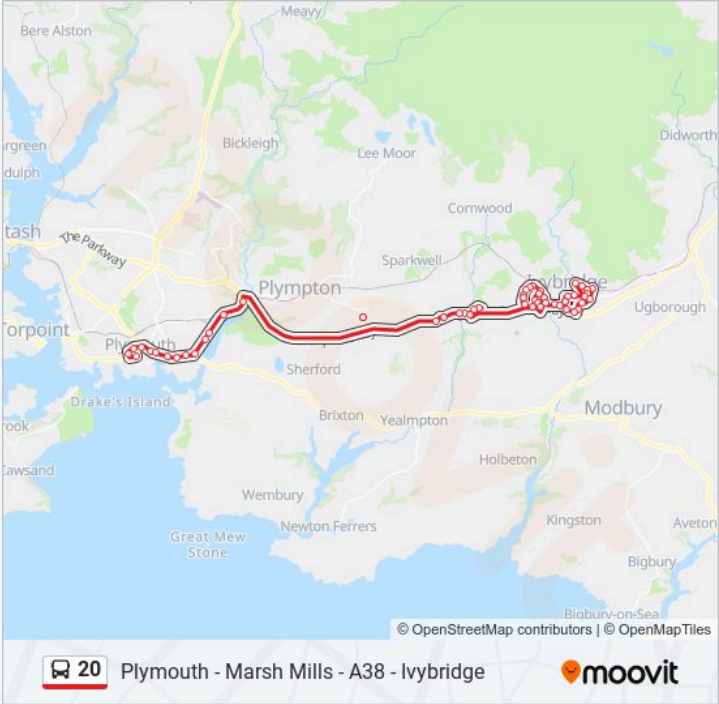 Meavy
Bere Alston
Didworth
rgreen
Bickleigh
Lee Moor
dulph
Cornwood
tash
The Parkway
Sparkwell
Plympton
Ivybridge
Ugborough
Torpoint
Plymouth
Sherford
Drake's Island
Modbury
Brixton
Yealmpton
rook
Holbeton
Cawsand
Wembury
Kingston
Newton Ferrers
Aveton
Great Mew
Stone
Bigbury
Bigbury-on-Sea
© OpenStreetMap contributors | © OpenMapTiles
20 Plymouth - Marsh Mills - A38 - Ivybridge
moovit